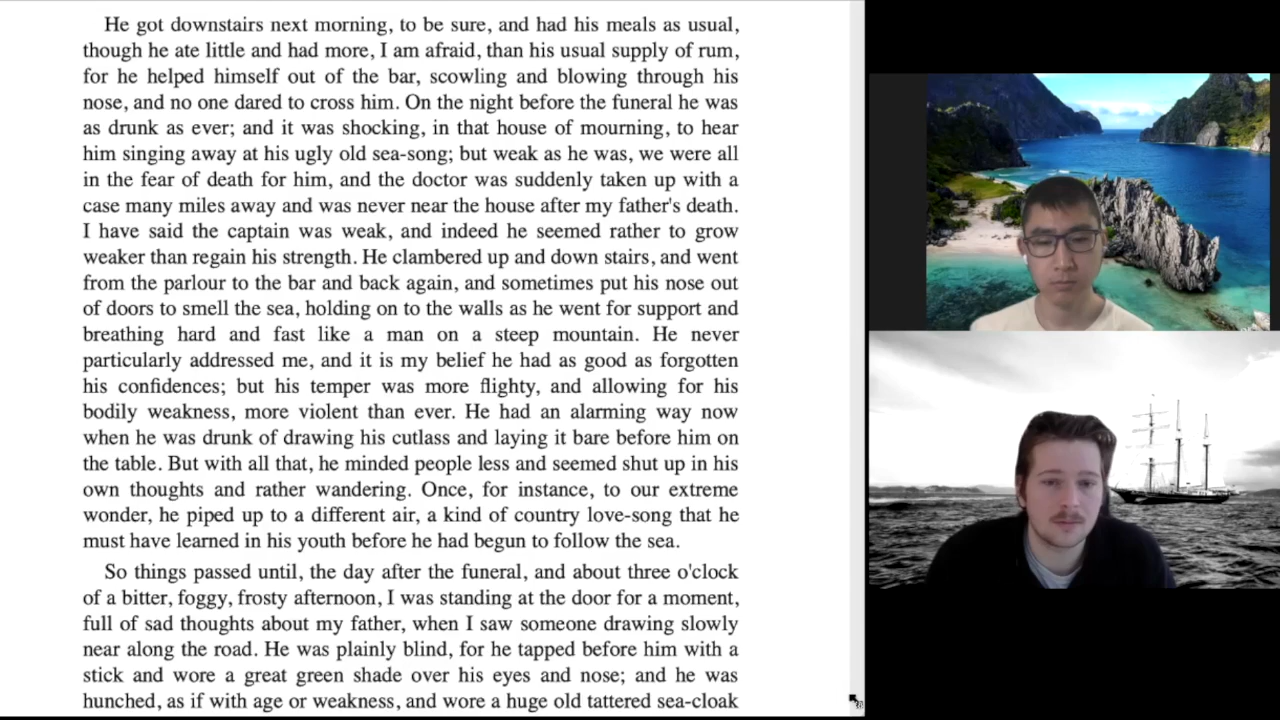 He got downstairs next morning, to be sure, and had his meals as usual,
though he ate little and had more, I am afraid, than his usual supply of rum,
for he helped himself out of the bar, scowling and blowing through his
nose, and no one dared to cross him. On the night before the funeral he was
as drunk as ever; and it was shocking, in that house of mourning, to hear
him singing away at his ugly old sea-song; but weak as he was, we were all
in the fear of death for him, and the doctor was suddenly taken up with a
case many miles away and was never near the house after my father's death.
I have said the captain was weak, and indeed he seemed rather to grow
weaker than regain his strength. He clambered up and down stairs, and went
from the parlour to the bar and back again, and sometimes put his nose out
of doors to smell the sea, holding on to the walls as he went for support and
breathing hard and fast like a man on a steep mountain. He never
particularly addressed me, and it is my belief he had as good as forgotten
his confidences; but his temper was more flighty, and allowing for his
bodily weakness, more violent than ever. He had an alarming way now
when he was drunk of drawing his cutlass and laying it bare before him on
the table. But with all that, he minded people less and seemed shut up in his
own thoughts and rather wandering. Once, for instance, to our extreme
wonder, he piped up to a different air, a kind of country love-song that he
must have learned in his youth before he had begun to follow the sea.
So things passed until, the day after the funeral, and about three o'clock
of a bitter, foggy, frosty afternoon, I was standing at the door for a moment,
full of sad thoughts about my father, when I saw someone drawing slowly
near along the road. He was plainly blind, for he tapped before him with a
stick and wore a great green shade over his eyes and nose; and he was
hunched, as if with age or weakness, and wore a huge old tattered sea-cloak